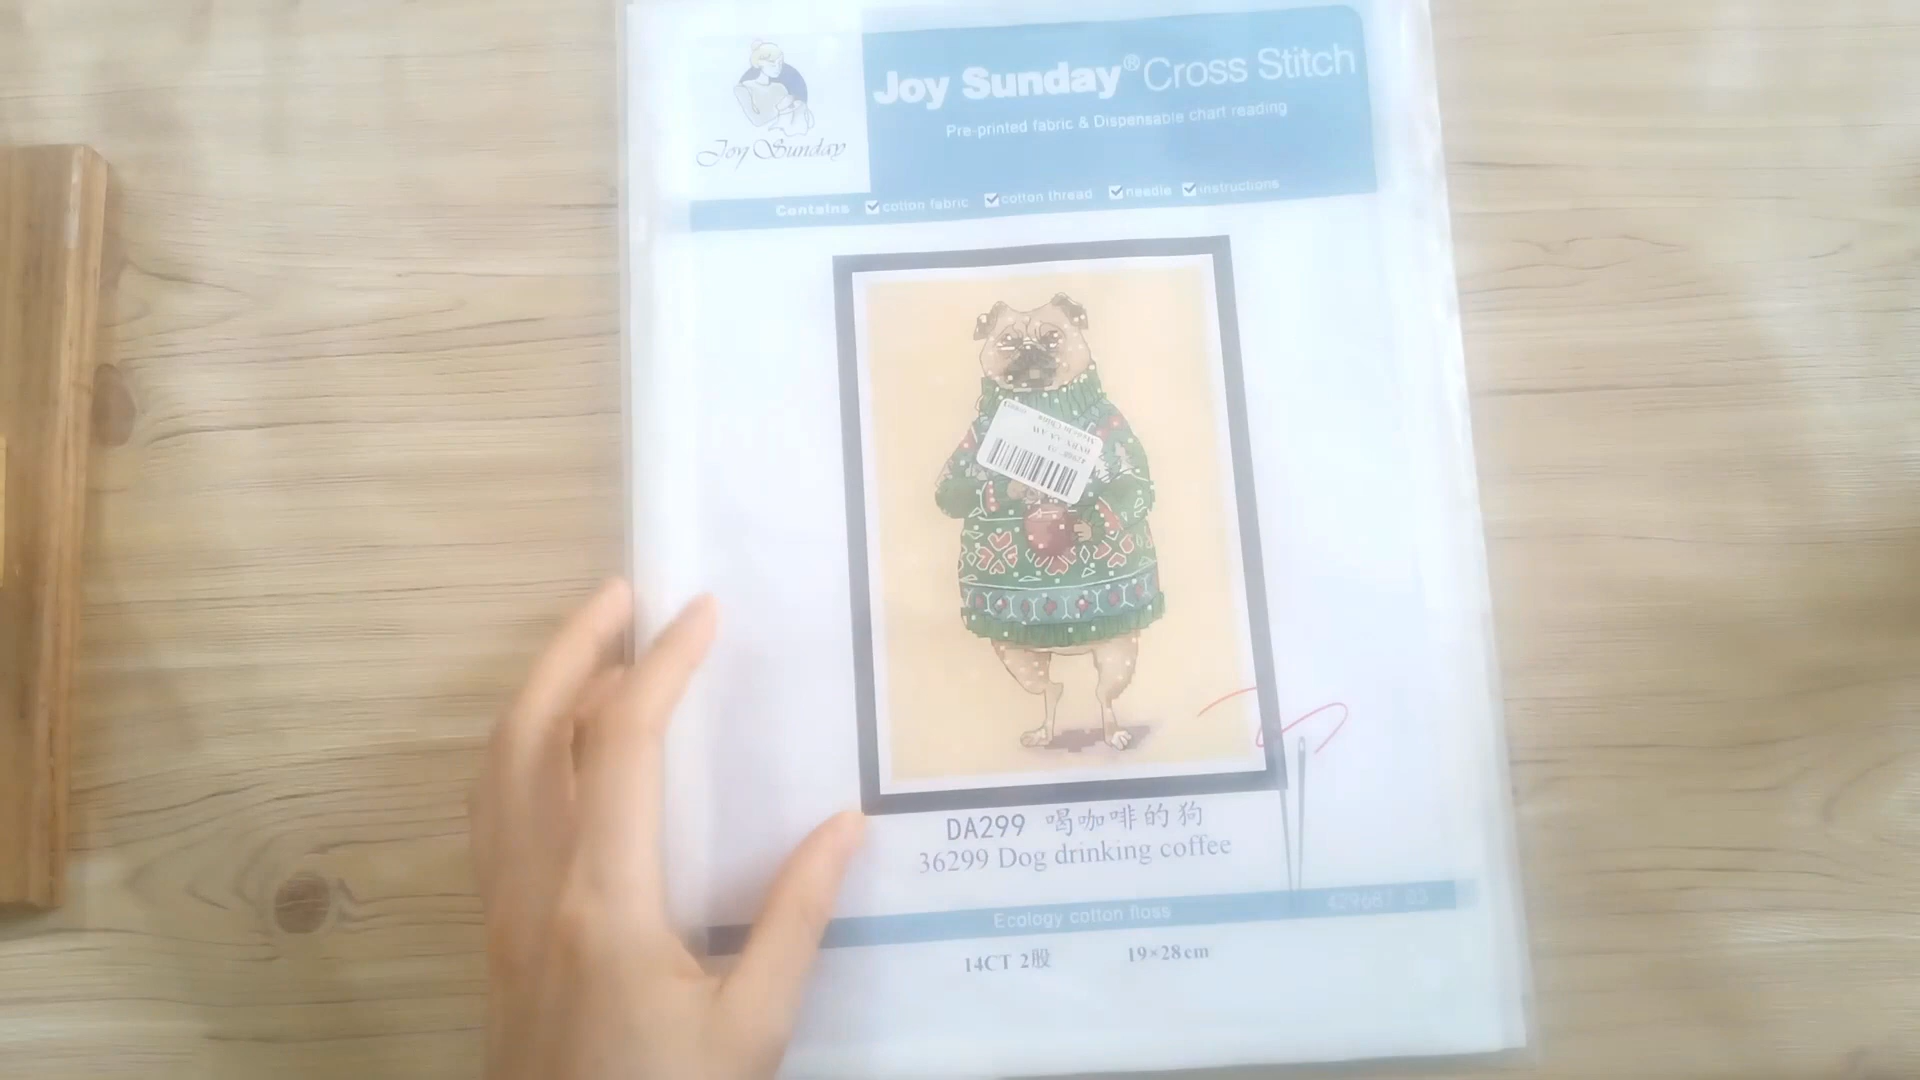 Joy Sunday
Joy Sunday® Cross Stitch
Pre-printed fabric & Dispensable chart reading
Contains cotton fabric cotton thread needle instructions
DA299 喝咖啡的狗
36299 Dog drinking coffee
Ecology cotton floss
14CT 2股 19×28cm